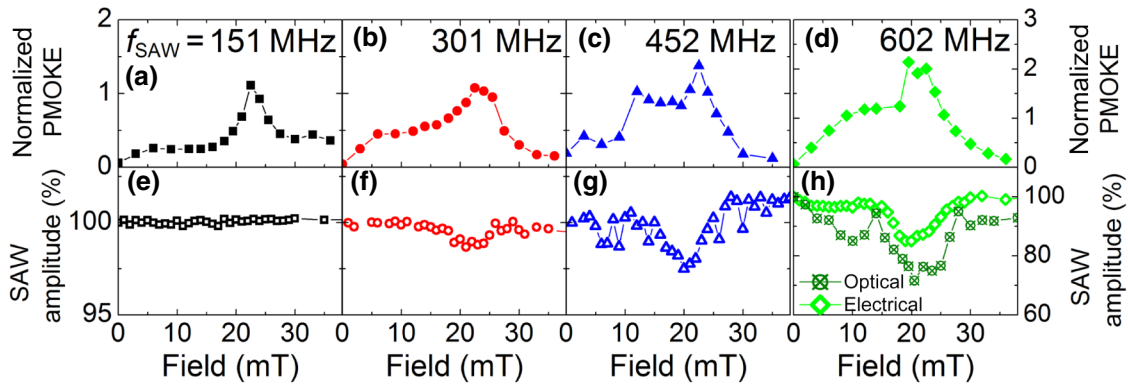 f_SAW = 151 MHz
301 MHz
452 MHz
602 MHz
(a)
(b)
(c)
(d)
Normalized
PMOKE
2
1
0
3
2
1
0
Normalized
PMOKE
(e)
(f)
(g)
(h)
SAW
amplitude (%)
100
95
Optical
Electrical
100
80
60
SAW
amplitude (%)
0 10 20 30
0 10 20 30
0 10 20 30
0 10 20 30
Field (mT)
Field (mT)
Field (mT)
Field (mT)